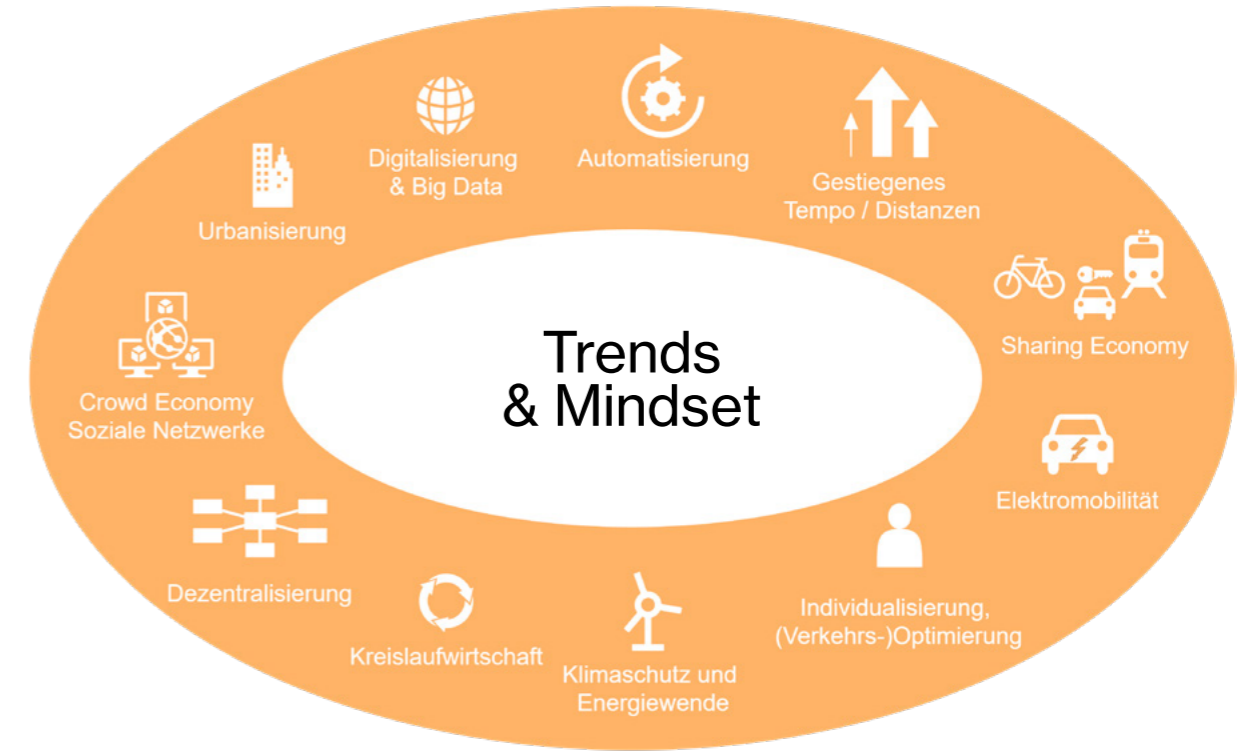 Automatisierung
Gestiegenes
Tempo / Distanzen
Sharing Economy
Elektromobilität
Individualisierung,
(Verkehrs-)Optimierung
Klimaschutz und
Energiewende
Kreislaufwirtschaft
Dezentralisierung
Crowd Economy
Soziale Netzwerke
Urbanisierung
Digitalisierung
& Big Data
Trends
& Mindset